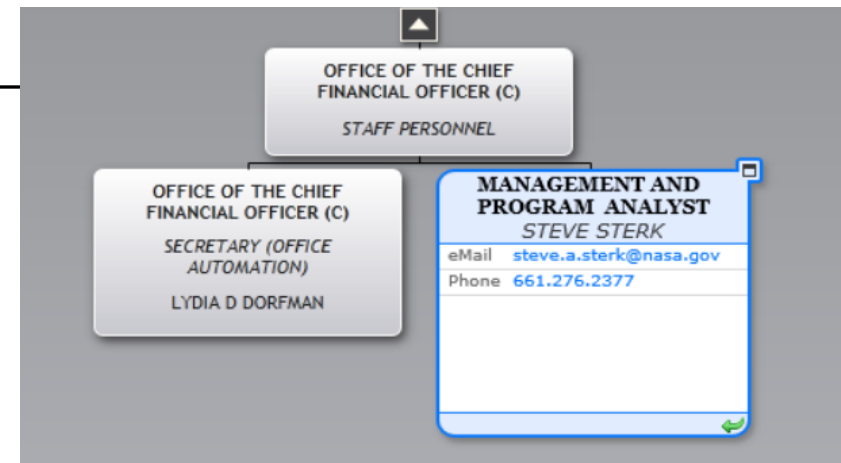 OFFICE OF THE CHIEF
FINANCIAL OFFICER (C)
STAFF PERSONNEL
OFFICE OF THE CHIEF
FINANCIAL OFFICER (C)
SECRETARY (OFFICE
AUTOMATION)
LYDIA D DORFMAN
MANAGEMENT AND
PROGRAM ANALYST
STEVE STERK
eMail steve.a.sterk@nasa.gov
Phone 661.276.2377